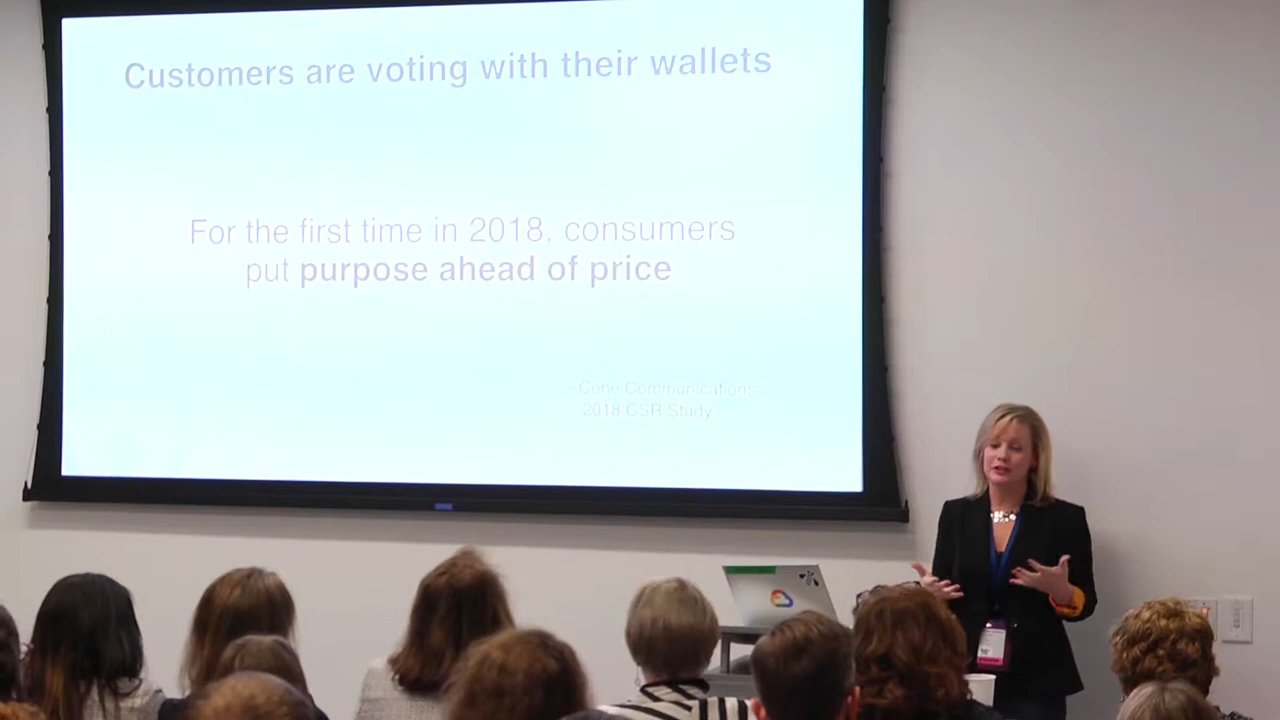 Customers are voting with their wallets
For the first time in 2018, consumers
put purpose ahead of price
- Cone Communications
2018 CSR Study